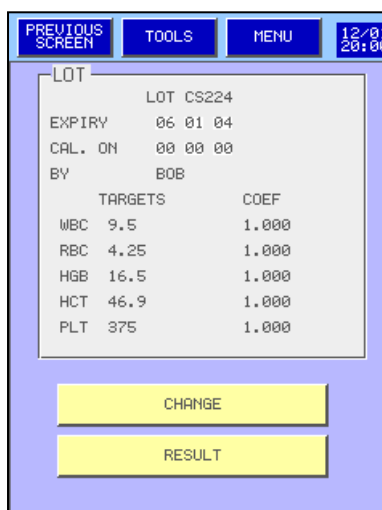 PREVIOUS SCREEN TOOLS MENU
LOT
LOT CS224
EXPIRY 06 01 04
CAL. ON 00 00 00
BY BOB
TARGETS COEF
WBC 9.5 1.000
RBC 4.25 1.000
HGB 16.5 1.000
HCT 46.9 1.000
PLT 375 1.000
CHANGE
RESULT